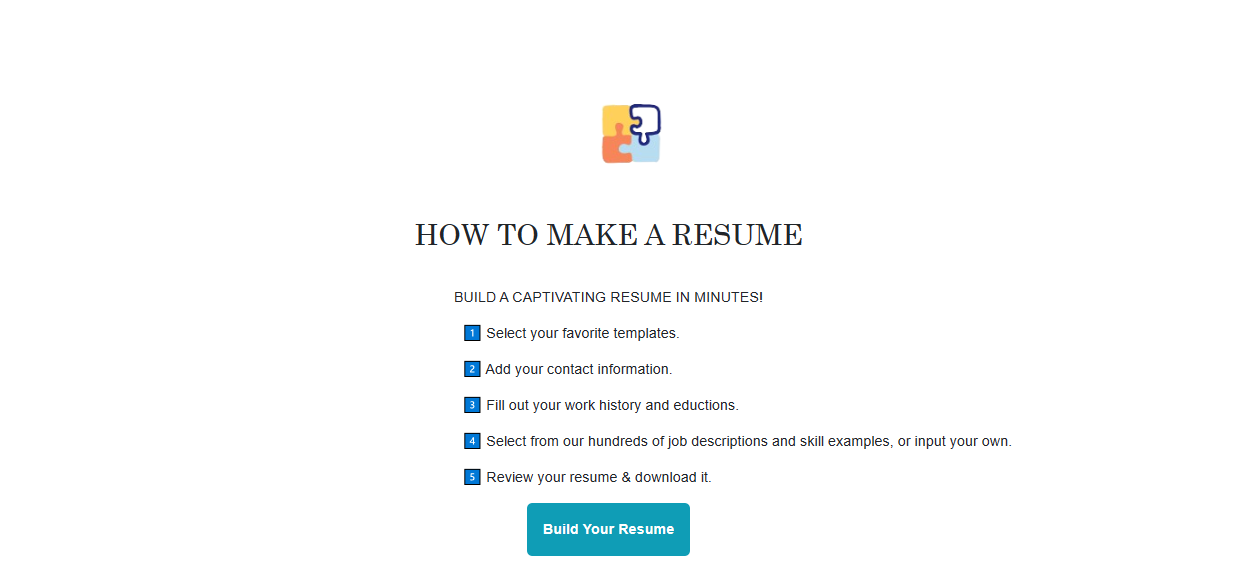 HOW TO MAKE A RESUME
BUILD A CAPTIVATING RESUME IN MINUTES!
1 Select your favorite templates.
2 Add your contact information.
3 Fill out your work history and eductions.
4 Select from our hundreds of job descriptions and skill examples, or input your own.
5 Review your resume & download it.
Build Your Resume